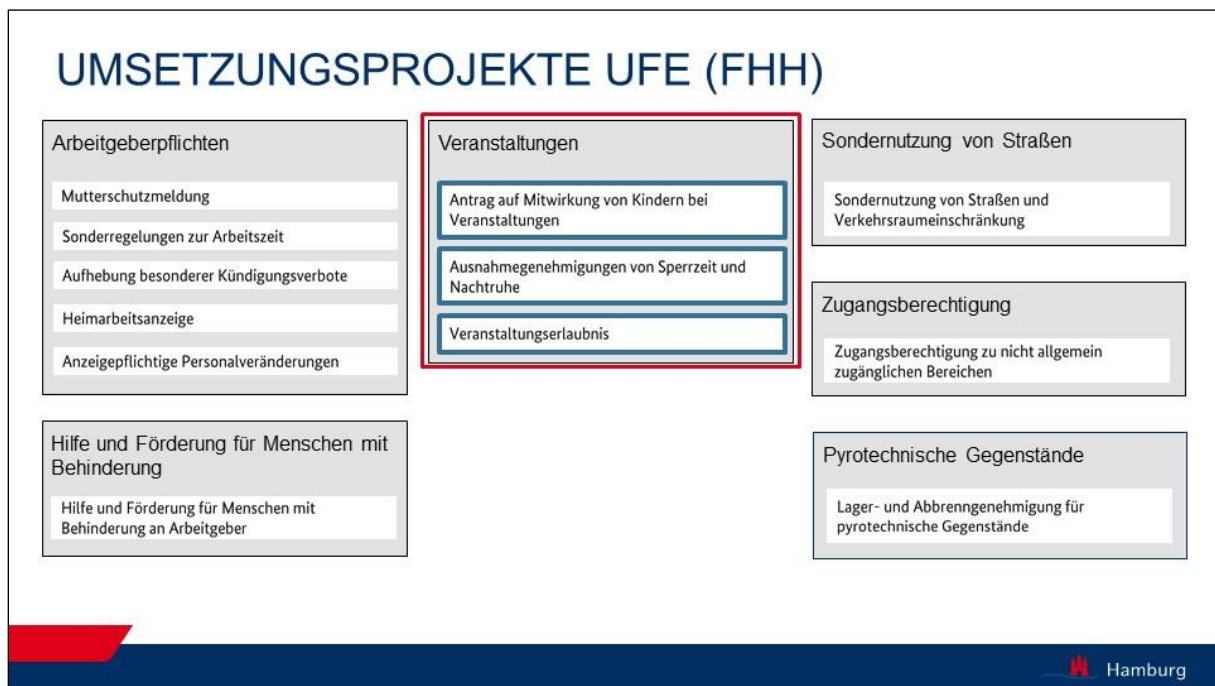 UMSETZUNGSPROJEKTE UFE (FHH)
Arbeitgeberpflichten
Mutterschutzmeldung
Sonderregelungen zur Arbeitszeit
Aufhebung besonderer Kündigungsverbote
Heimarbeitsanzeige
Anzeigepflichtige Personalveränderungen
Hilfe und Förderung für Menschen mit
Behinderung
Hilfe und Förderung für Menschen mit
Behinderung an Arbeitgeber
Veranstaltungen
Antrag auf Mitwirkung von Kindern bei
Veranstaltungen
Ausnahmegenehmigungen von Sperrzeit und
Nachtruhe
Veranstaltungserlaubnis
Sondernutzung von Straßen
Sondernutzung von Straßen und
Verkehrsraumeinschränkung
Zugangsberechtigung
Zugangsberechtigung zu nicht allgemein
zugänglichen Bereichen
Pyrotechnische Gegenstände
Lager- und Abbrenngenehmigung für
pyrotechnische Gegenstände
Hamburg